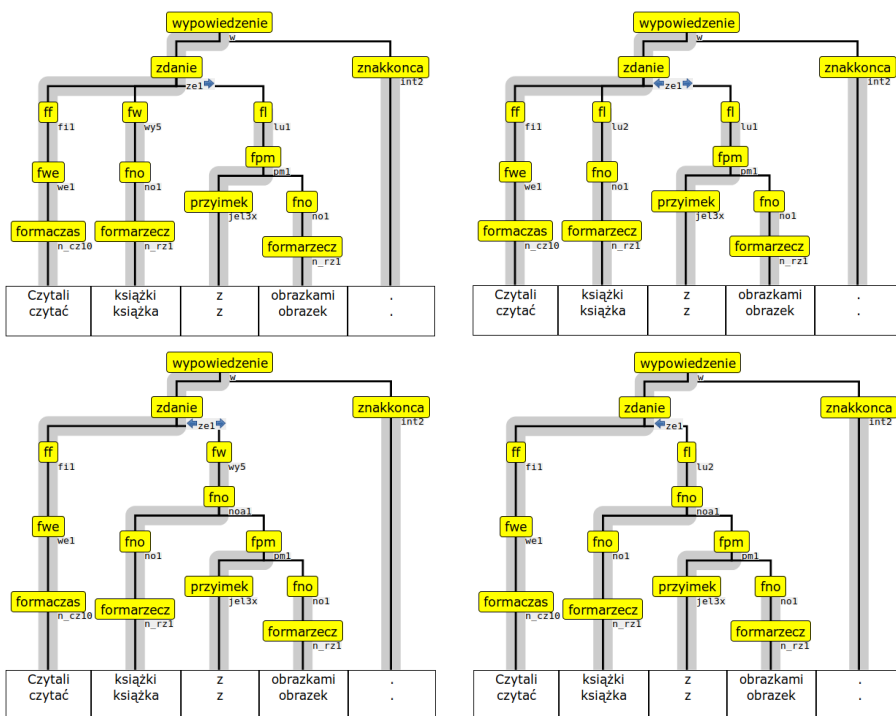 wypowiedzenie
w
zdanie znakkonca
ze1 int2
ff fw fl
fi1 wy5 lu1
fpm
pm1
fwe fno
we1 no1
przyimek fno
jel3x no1
formaczas formarzecz formarzecz
n_cz10 n_rz1 n_rz1
Czytali książki z obrazkami .
czytać książka z obrazek .
wypowiedzenie
w
zdanie znakkonca
ze1 int2
ff fl fl
fi1 lu2 lu1
fpm
pm1
fwe fno
we1 no1
przyimek fno
jel3x no1
formaczas formarzecz formarzecz
n_cz10 n_rz1 n_rz1
Czytali książki z obrazkami .
czytać książka z obrazek .
wypowiedzenie
w
zdanie znakkonca
ze1 int2
ff fw
fi1 wy5
fno
noa1
fwe fno fpm
we1 no1 pm1
przyimek fno
jel3x no1
formaczas formarzecz formarzecz
n_cz10 n_rz1 n_rz1
Czytali książki z obrazkami .
czytać książka z obrazek .
wypowiedzenie
w
zdanie znakkonca
ze1 int2
ff fl
fi1 lu2
fno
noa1
fwe fno fpm
we1 no1 pm1
przyimek fno
jel3x no1
formaczas formarzecz formarzecz
n_cz10 n_rz1 n_rz1
Czytali książki z obrazkami .
czytać książka z obrazek .